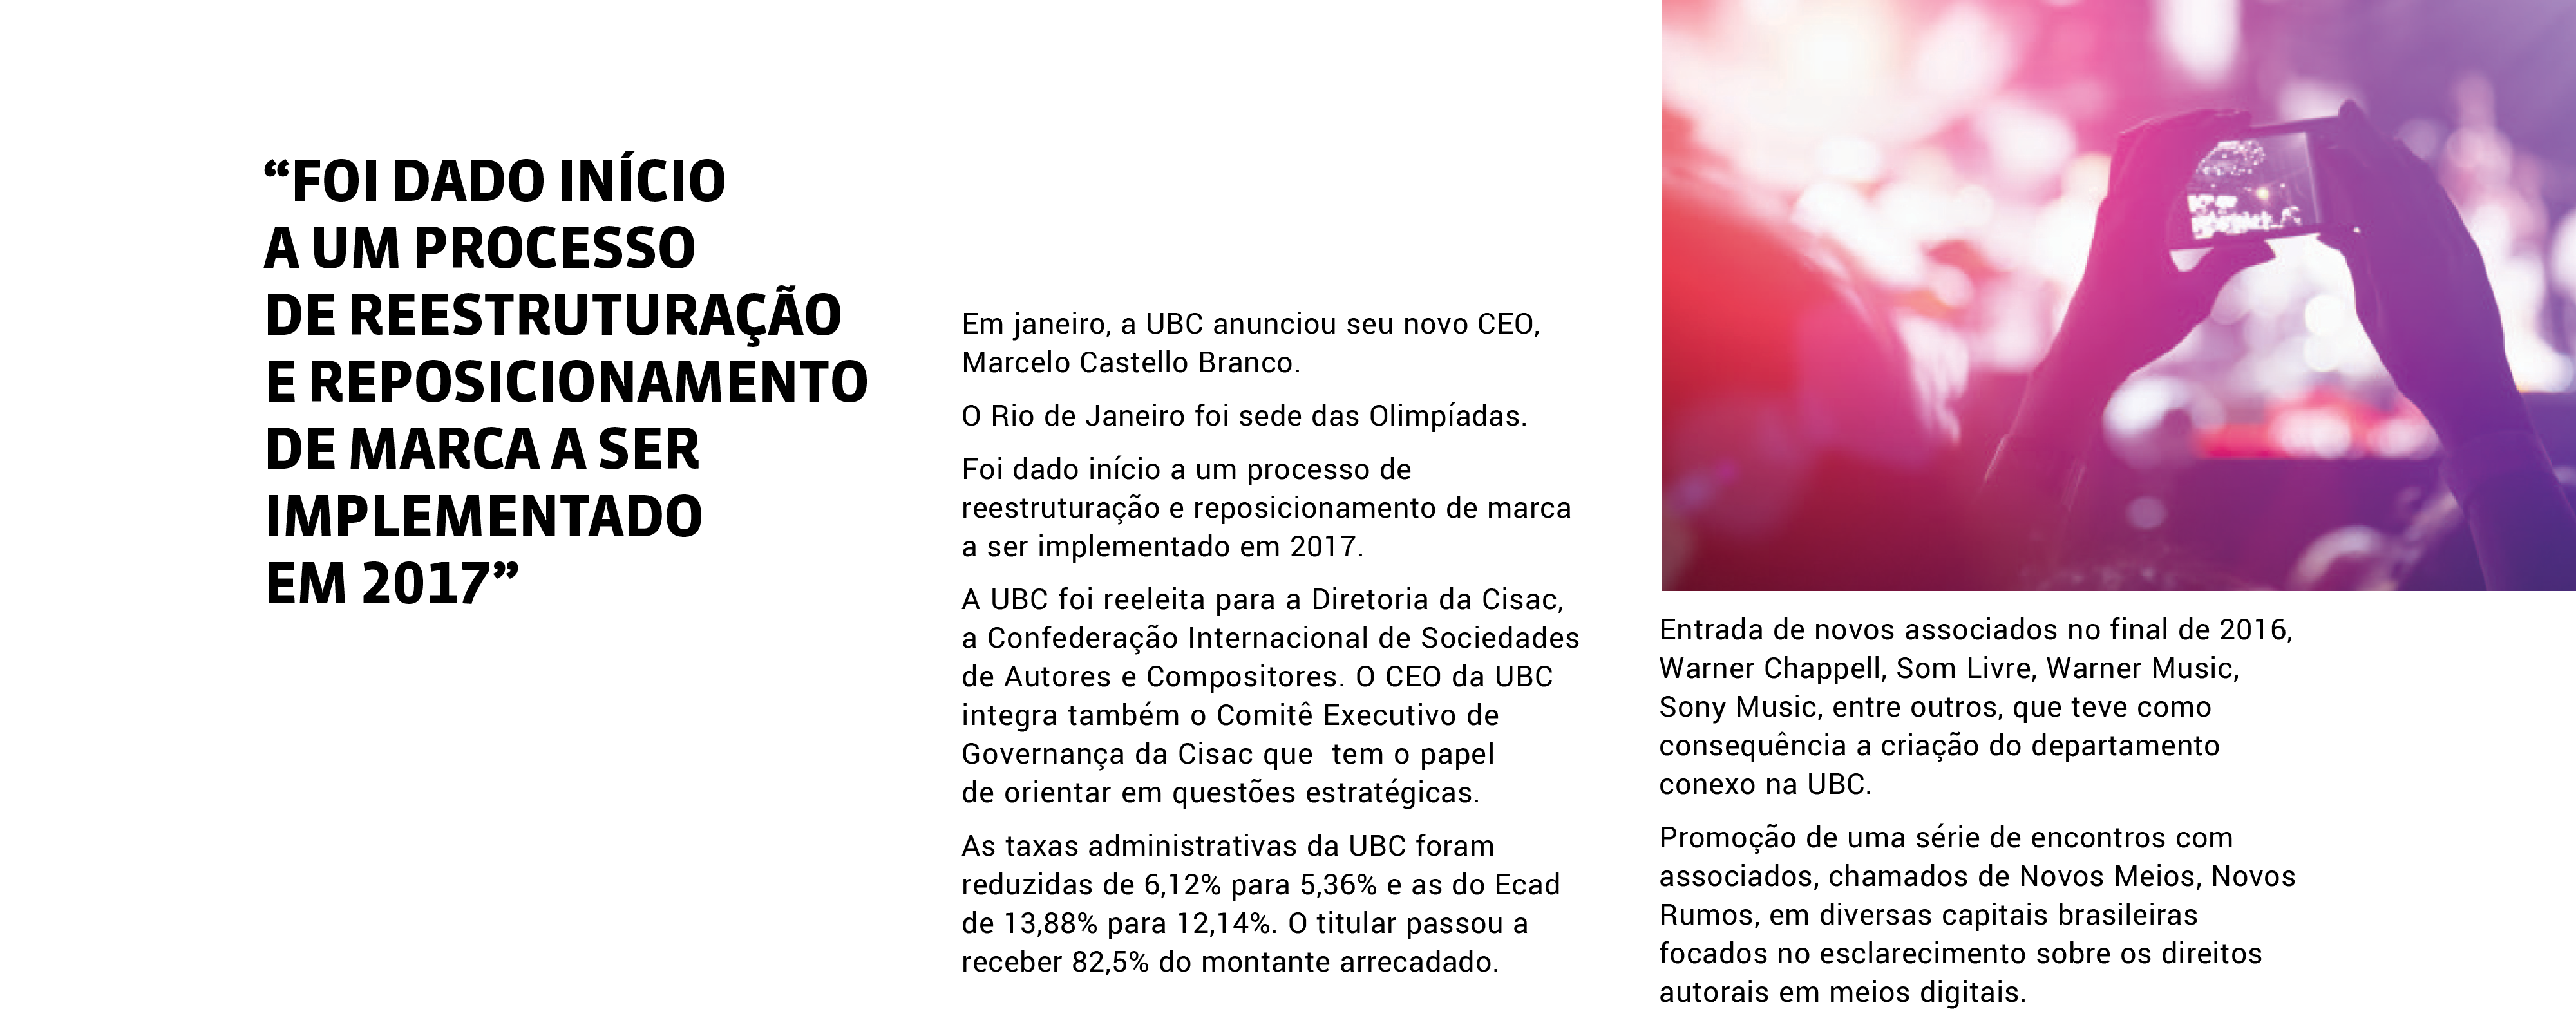 “FOI DADO INÍCIO
A UM PROCESSO
DE REESTRUTURAÇÃO
E REPOSICIONAMENTO
DE MARCA A SER
IMPLEMENTADO
EM 2017”
Em janeiro, a UBC anunciou seu novo CEO,
Marcelo Castello Branco.
O Rio de Janeiro foi sede das Olimpíadas.
Foi dado início a um processo de
reestruturação e reposicionamento de marca
a ser implementado em 2017.
A UBC foi reeleita para a Diretoria da Cisac,
a Confederação Internacional de Sociedades
de Autores e Compositores. O CEO da UBC
integra também o Comitê Executivo de
Governança da Cisac que  tem o papel
de orientar em questões estratégicas.
As taxas administrativas da UBC foram
reduzidas de 6,12% para 5,36% e as do Ecad
de 13,88% para 12,14%. O titular passou a
receber 82,5% do montante arrecadado.
Entrada de novos associados no final de 2016,
Warner Chappell, Som Livre, Warner Music,
Sony Music, entre outros, que teve como
consequência a criação do departamento
conexo na UBC.
Promoção de uma série de encontros com
associados, chamados de Novos Meios, Novos
Rumos, em diversas capitais brasileiras
focados no esclarecimento sobre os direitos
autorais em meios digitais.